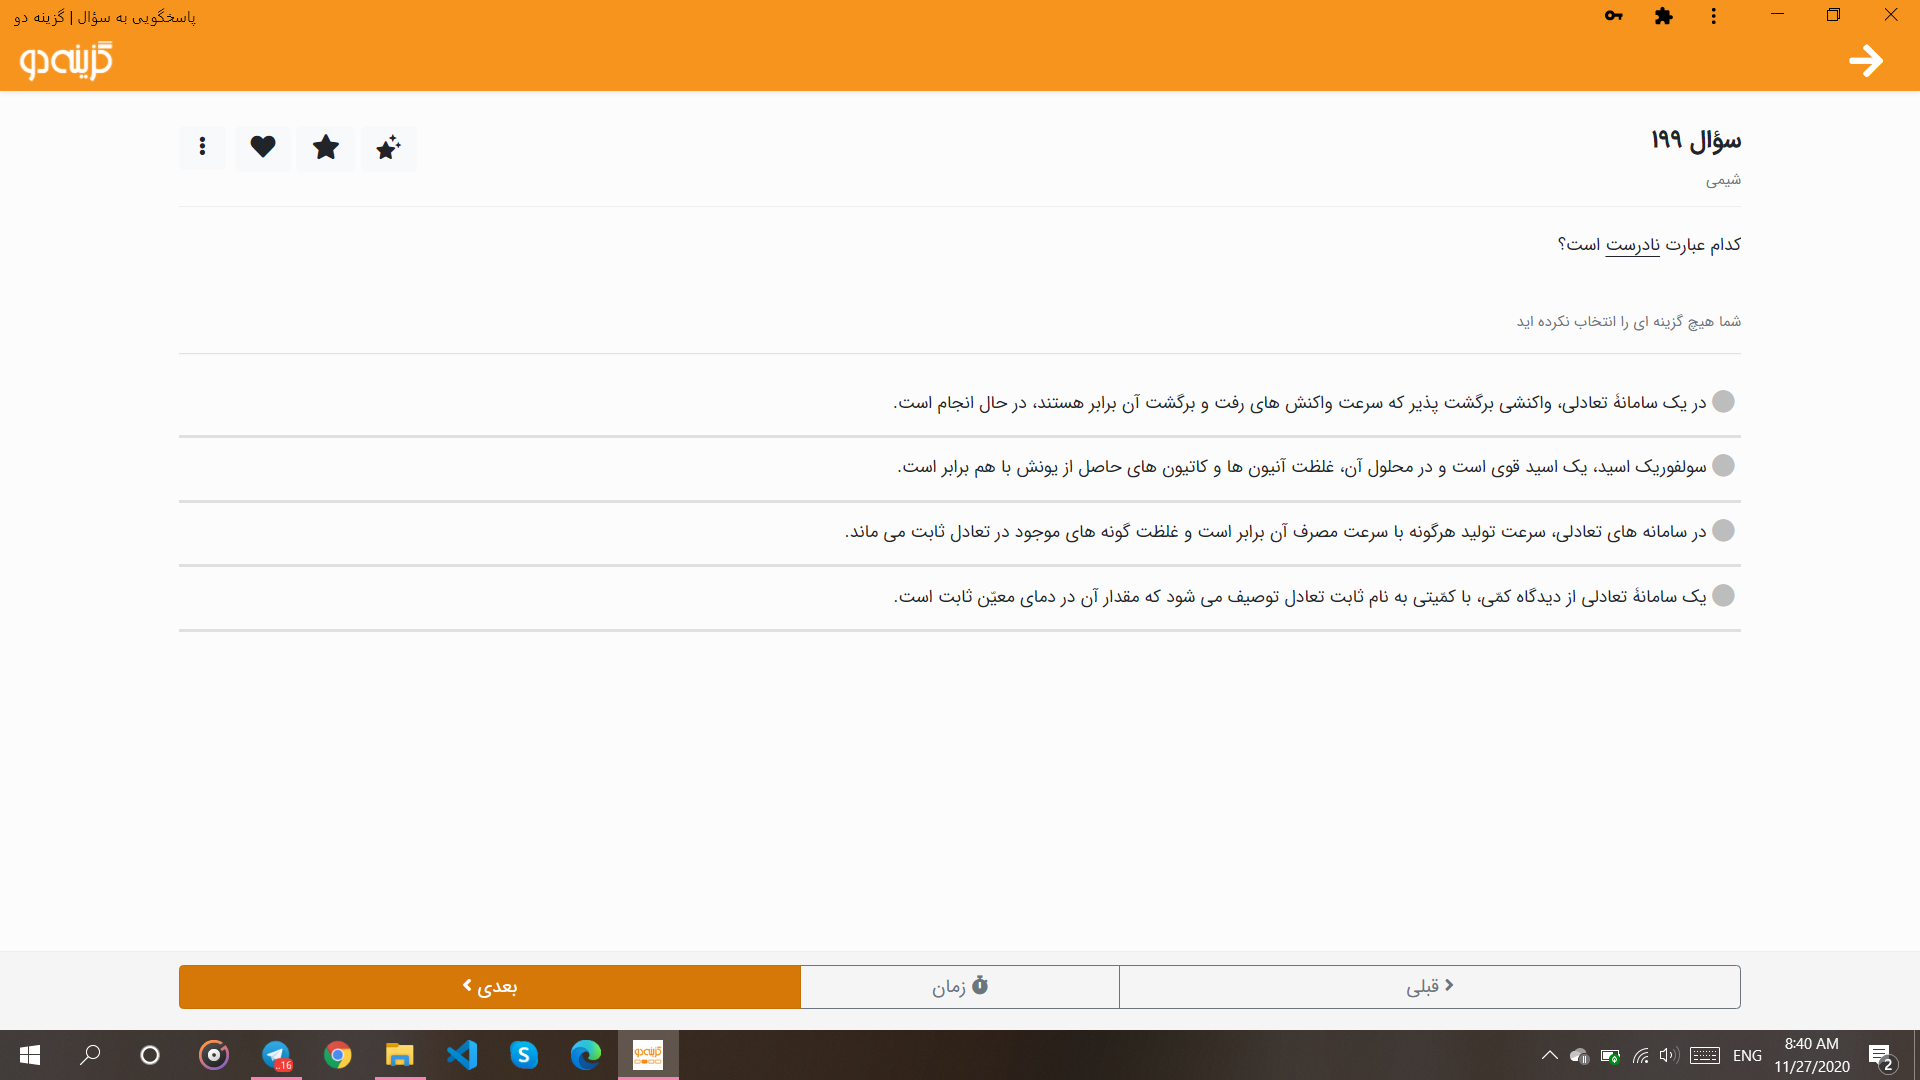 پاسخگویی به سؤال | گزینه دو
گزینه دو
سؤال ۱۹۹
شیمی
کدام عبارت نادرست است؟
شما هیچ گزینه ای را انتخاب نکرده اید
در یک سامانهٔ تعادلی، واکنشی برگشت پذیر که سرعت واکنش های رفت و برگشت آن برابر هستند، در حال انجام است.
سولفوریک اسید، یک اسید قوی است و در محلول آن، غلظت آنیون ها و کاتیون های حاصل از یونش با هم برابر است.
در سامانه های تعادلی، سرعت تولید هرگونه با سرعت مصرف آن برابر است و غلظت گونه های موجود در تعادل ثابت می ماند.
یک سامانهٔ تعادلی از دیدگاه کمّی، با کمّیتی به نام ثابت تعادل توصیف می شود که مقدار آن در دمای معیّن ثابت است.
قبلی
زمان
بعدی
..16
گزینه دو
ENG
8:40 AM
11/27/2020
2